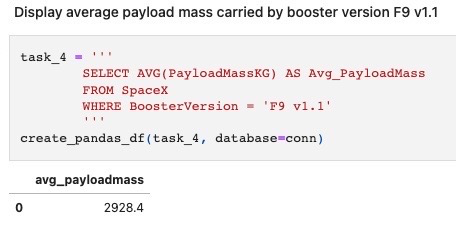 Display average payload mass carried by booster version F9 v1.1
task_4 = '''
SELECT AVG(PayloadMassKG) AS Avg_PayloadMass
FROM SpaceX
WHERE BoosterVersion = 'F9 v1.1'
'''
create_pandas_df(task_4, database=conn)
avg_payloadmass
0 2928.4